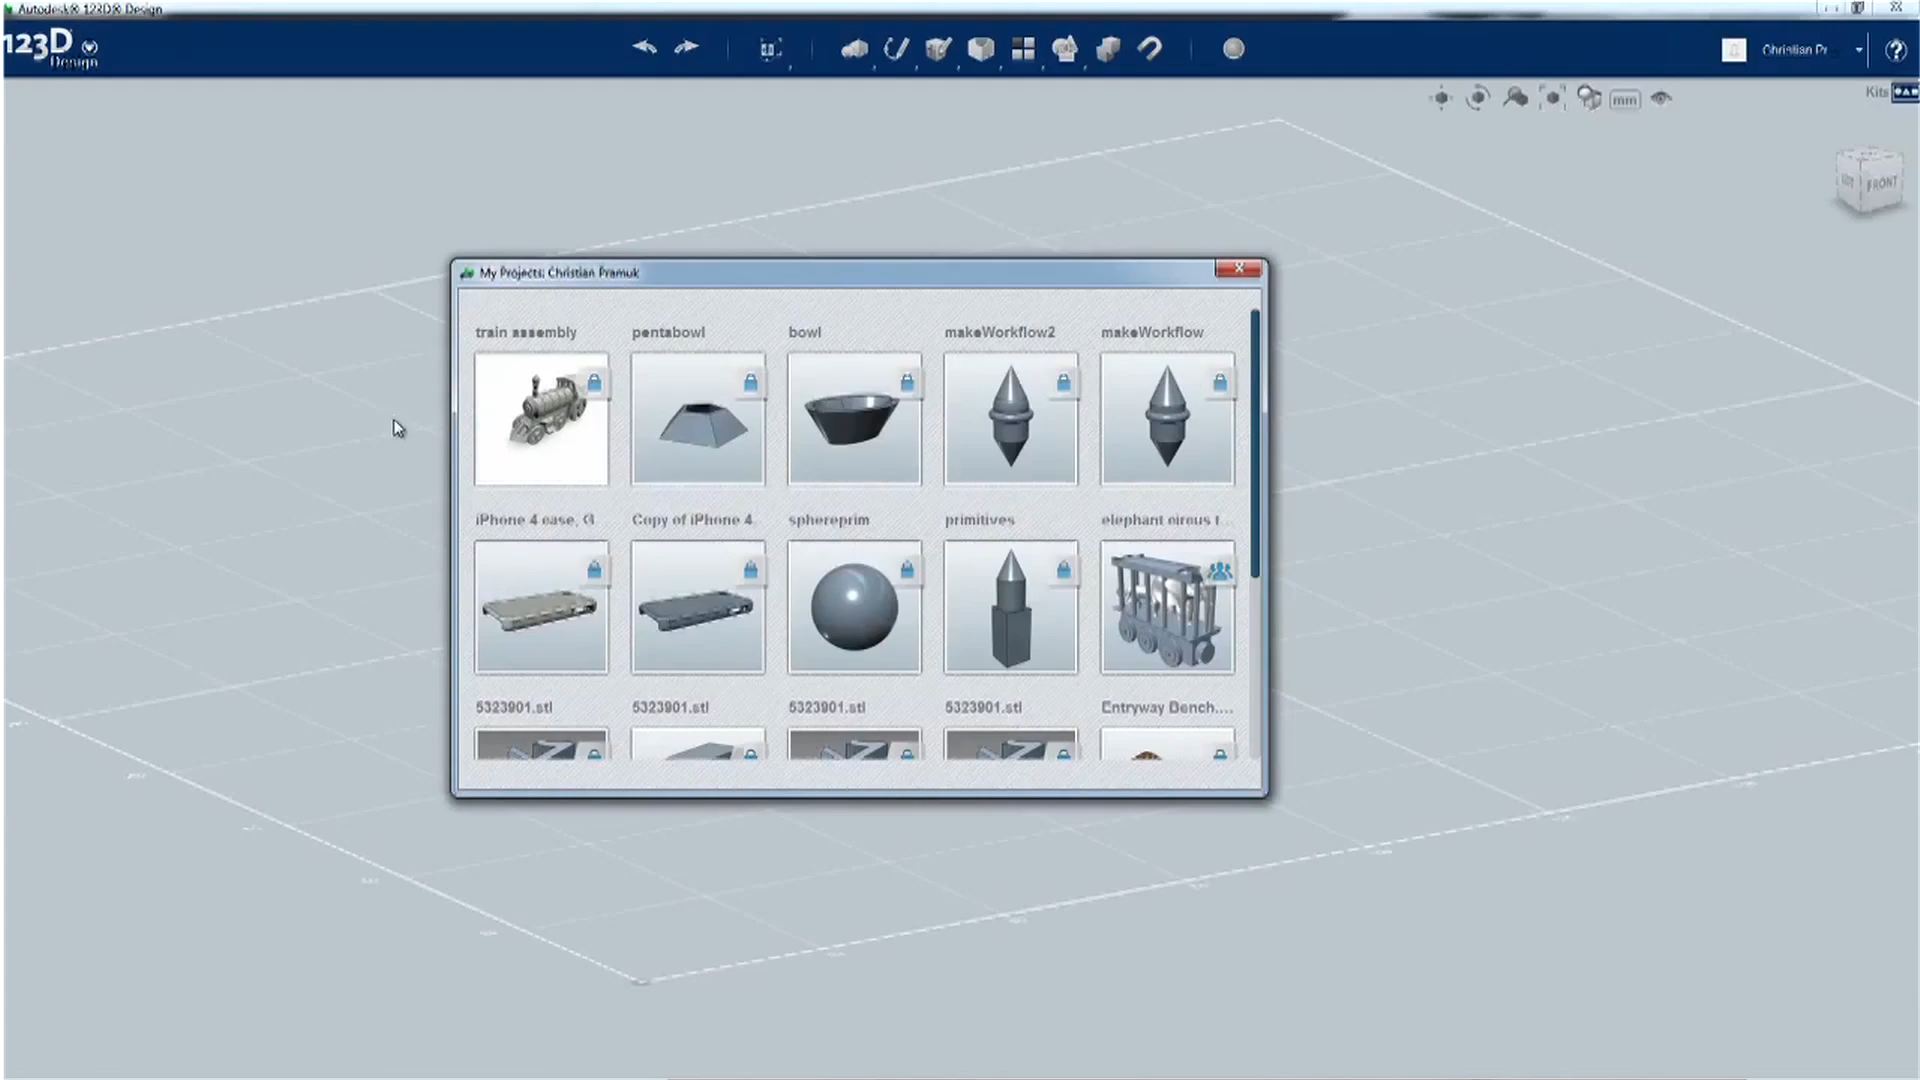 Autodesk® 123D® Design
123D
Design
Christian Pr
mm
Kits
FRONT
My Projects: Christian Pramuk
train assembly
pentabowl
bowl
makeWorkflow2
makeWorkflow
iPhone 4 case, G...
Copy of iPhone 4.
sphereprim
primitives
elephant circus t...
5323901.stl
5323901.stl
5323901.stl
5323901.stl
Entryway Bench....